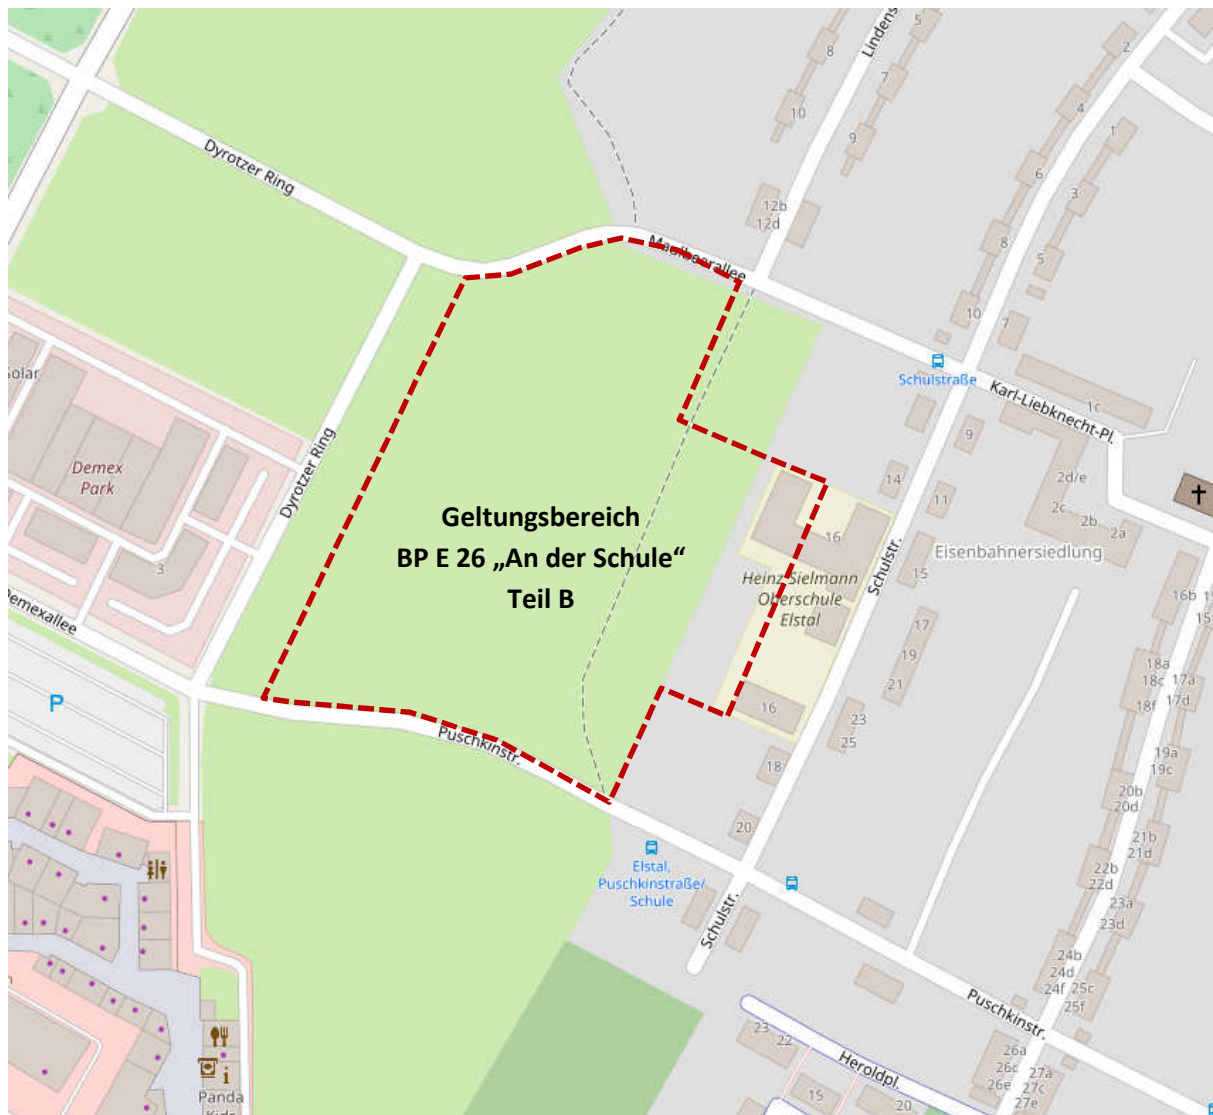 Lindens
5
8
7
10
9
2
4
1
6
3
Dyrotzer Ring
12b
12d
8
5
Maulbeerallee
10
7
Schulstraße
Karl-Liebknecht-Pl.
1c
Solar
Demex
Park
Dyrotzer Ring
9
14
2d/e
11
2c
2b
2a
16
Geltungsbereich
BP E 26 „An der Schule“
Teil B
Schulstr.
Eisenbahnersiedlung
3
15
Heinz Sielmann
Oberschule
Elstal
16b
15
17
19
21
Demexallee
18a
18c
18f
17a
17d
P
16
23
25
Puschkinstr.
18
19a
19c
20b
20d
20
21b
21d
Elstal,
Puschkinstraße/
Schule
22b
22d
23a
23d
Schulstr.
24b
24d
24f
25c
25f
Puschkinstr.
23
22
26a
26c
26e
27a
27c
27e
Heroldpl.
15
20
Panda
Kids